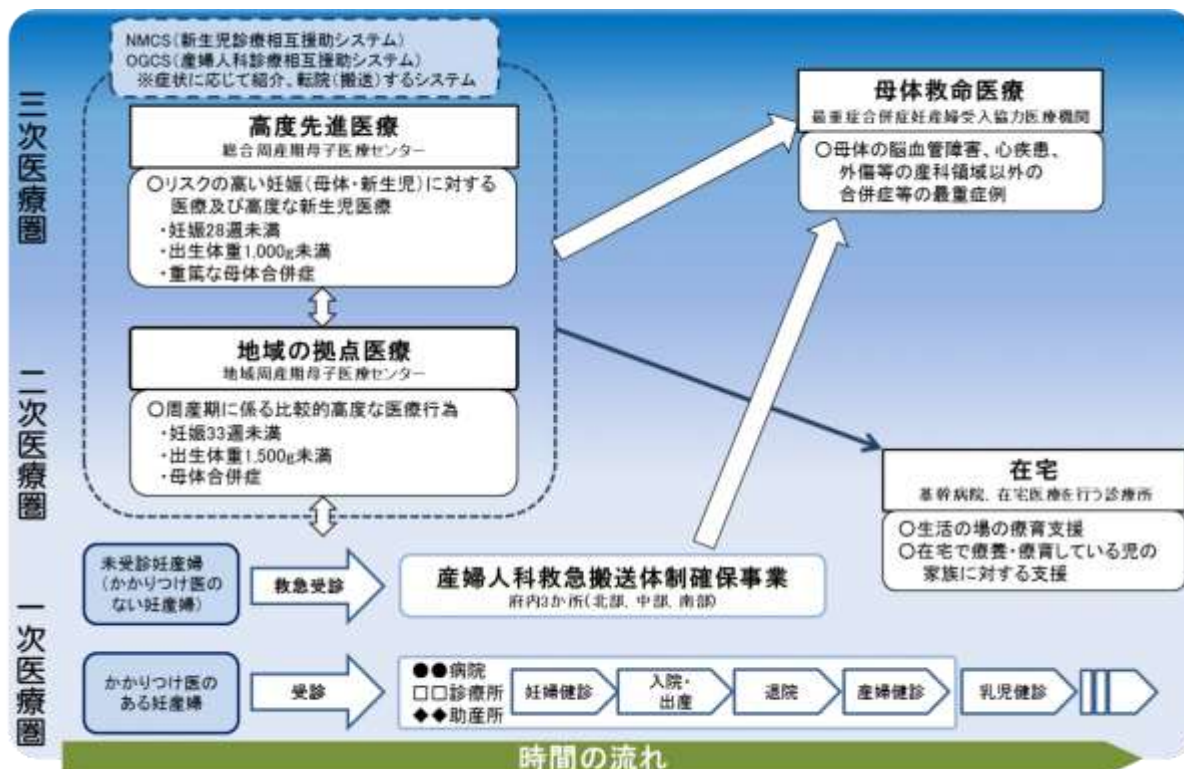 NMCS(新生児診療相互援助システム)
OGCS(産婦人科診療相互援助システム)
※症状に応じて紹介、転院(搬送)するシステム
三次医療圏
高度先進医療
総合周産期母子医療センター
○リスクの高い妊娠(母体・新生児)に対する
医療及び高度な新生児医療
・妊娠28週未満
・出生体重1,000g未満
・重篤な母体合併症
母体救命医療
最重症合併症妊産婦受入協力医療機関
○母体の脳血管障害、心疾患、
外傷等の産科領域以外の
合併症等の最重症例
二次医療圏
地域の拠点医療
地域周産期母子医療センター
○周産期に係る比較的高度な医療行為
・妊娠33週未満
・出生体重1,500g未満
・母体合併症
在宅
基幹病院、在宅医療を行う診療所
○生活の場の療育支援
○在宅で療養・療育している児の
家族に対する支援
一次医療圏
未受診妊産婦
(かかりつけ医の
ない妊産婦)
救急受診
産婦人科救急搬送体制確保事業
府内3か所(北部、中部、南部)
かかりつけ医の
ある妊産婦
受診
●●病院
□□診療所
◆◆助産所
妊婦健診
入院・
出産
退院
産婦健診
乳児健診
時間の流れ